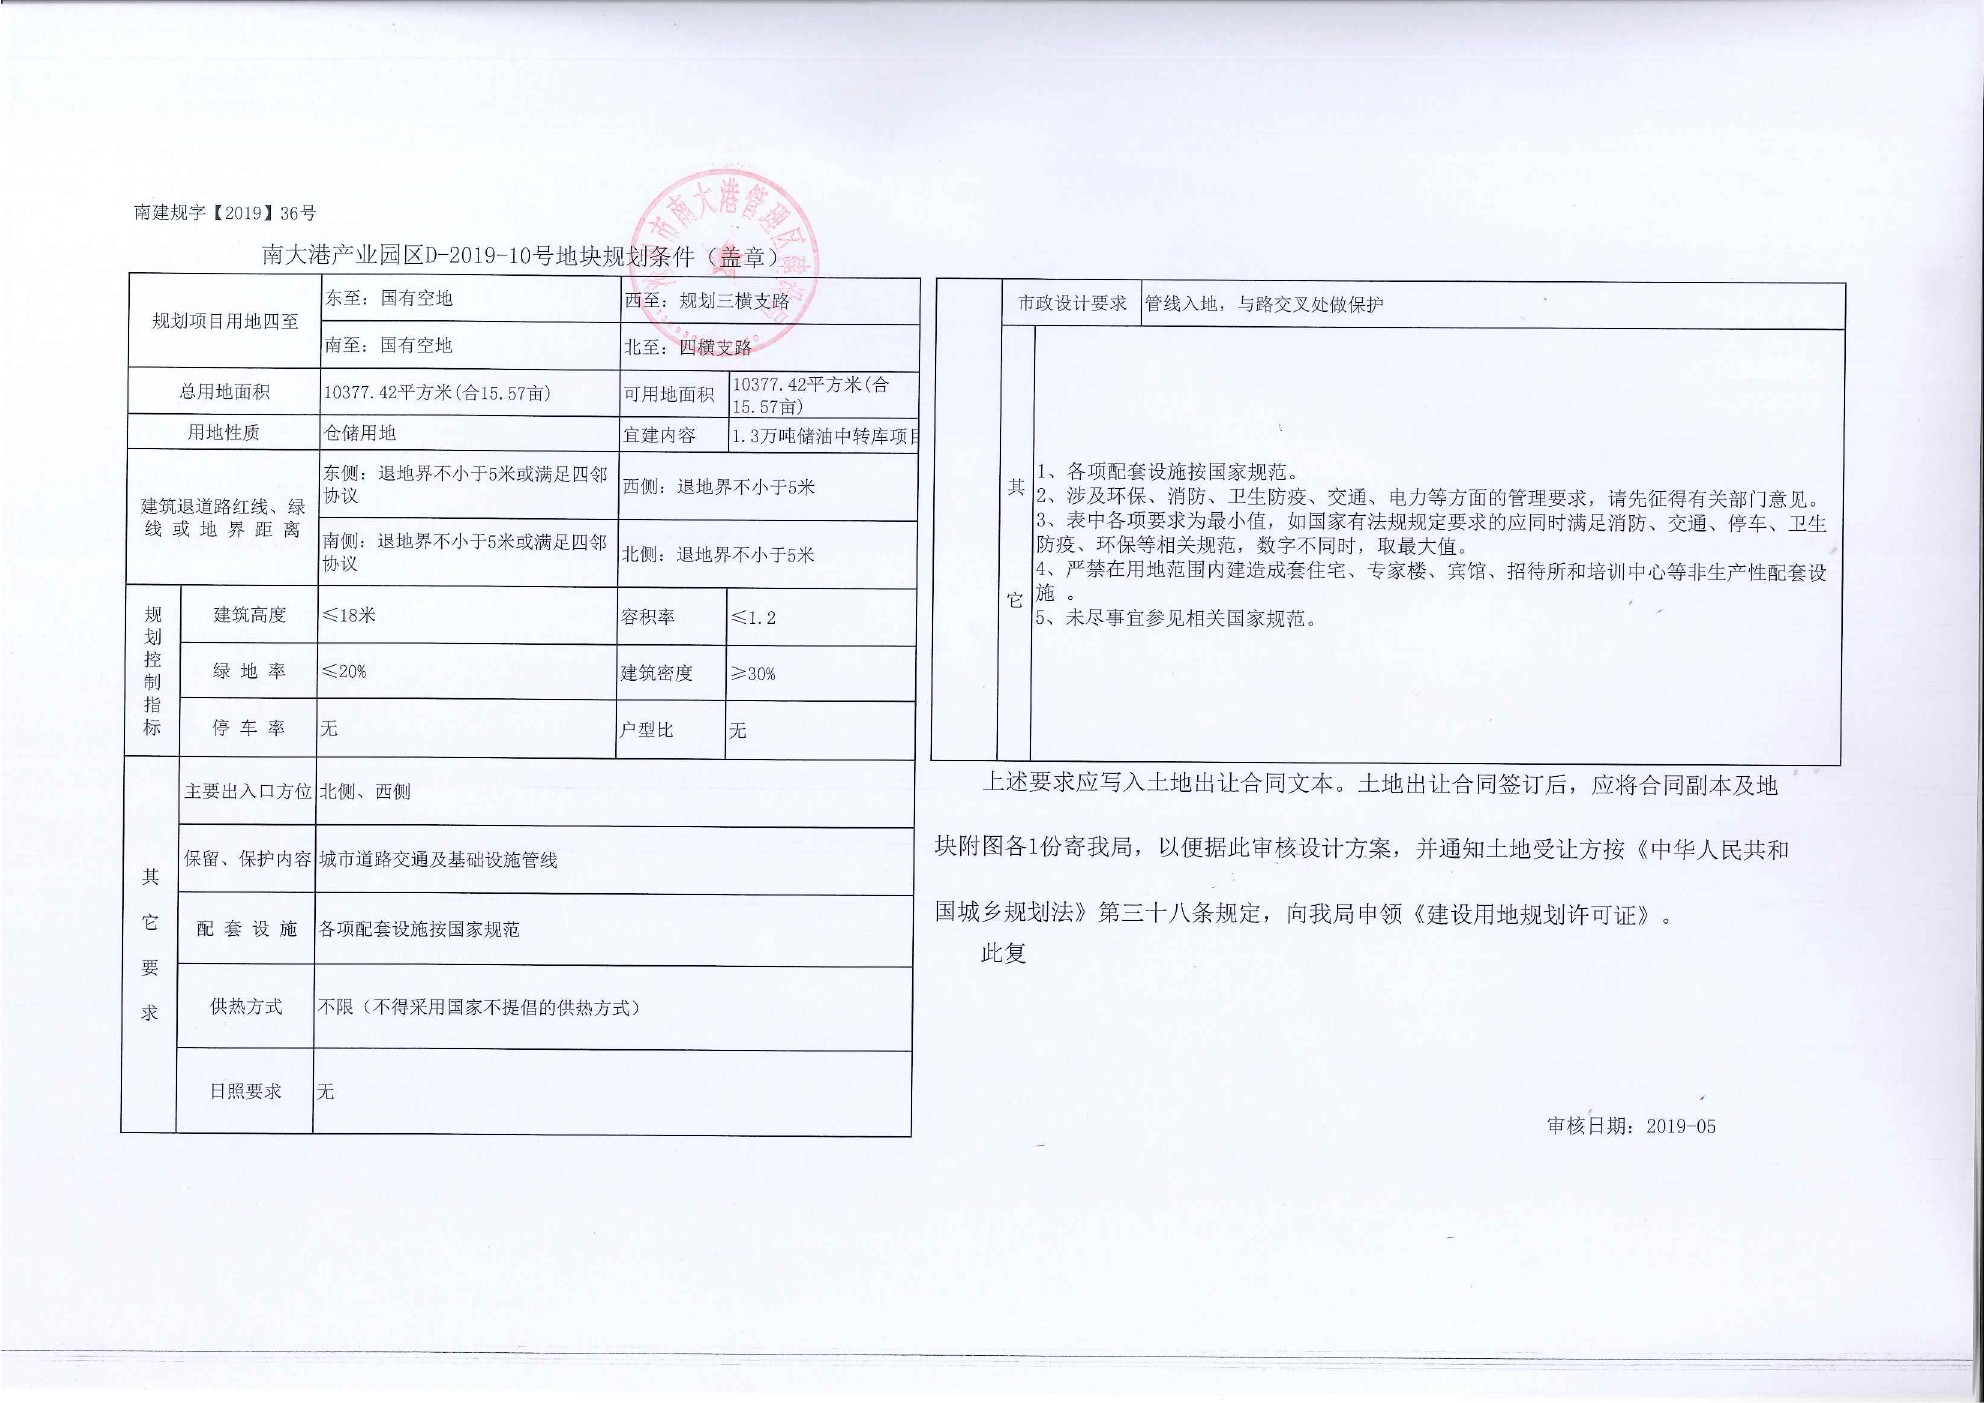 南建规字【2019】36号
南大港产业园区D-2019-10号地块规划条件（盖章）
市南大港管理区建
规划项目用地四至
东至：国有空地
西至：规划三横支路
南至：国有空地
北至：四横支路
总用地面积
10377.42平方米(合15.57亩)
可用地面积
10377.42平方米(合
15.57亩)
用地性质
仓储用地
宜建内容
1.3万吨储油中转库项目
建筑退道路红线、绿
线或地界距离
东侧：退地界不小于5米或满足四邻
协议
西侧：退地界不小于5米
南侧：退地界不小于5米或满足四邻
协议
北侧：退地界不小于5米
规划控制指标
建筑高度
≤18米
容积率
≤1.2
绿地率
≤20%
建筑密度
≥30%
停车率
无
户型比
无
其它要求
主要出入口方位
北侧、西侧
保留、保护内容
城市道路交通及基础设施管线
配套设施
各项配套设施按国家规范
供热方式
不限（不得采用国家不提倡的供热方式）
日照要求
无
市政设计要求
管线入地，与路交叉处做保护
其它
1、各项配套设施按国家规范。
2、涉及环保、消防、卫生防疫、交通、电力等方面的管理要求，请先征得有关部门意见。
3、表中各项要求为最小值，如国家有法规规定要求的应同时满足消防、交通、停车、卫生
防疫、环保等相关规范，数字不同时，取最大值。
4、严禁在用地范围内建造成套住宅、专家楼、宾馆、招待所和培训中心等非生产性配套设
施 。
5、未尽事宜参见相关国家规范。
上述要求应写入土地出让合同文本。土地出让合同签订后，应将合同副本及地
块附图各1份寄我局，以便据此审核设计方案，并通知土地受让方按《中华人民共和
国城乡规划法》第三十八条规定，向我局申领《建设用地规划许可证》。
此复
审核日期：2019-05